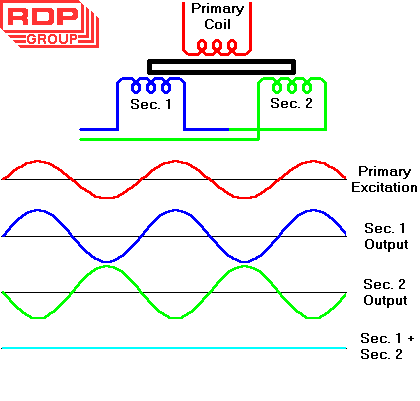 RDP
GROUP
Primary
Coil
Sec. 1
Sec. 2
Primary
Excitation
Sec. 1
Output
Sec. 2
Output
Sec. 1 +
Sec. 2